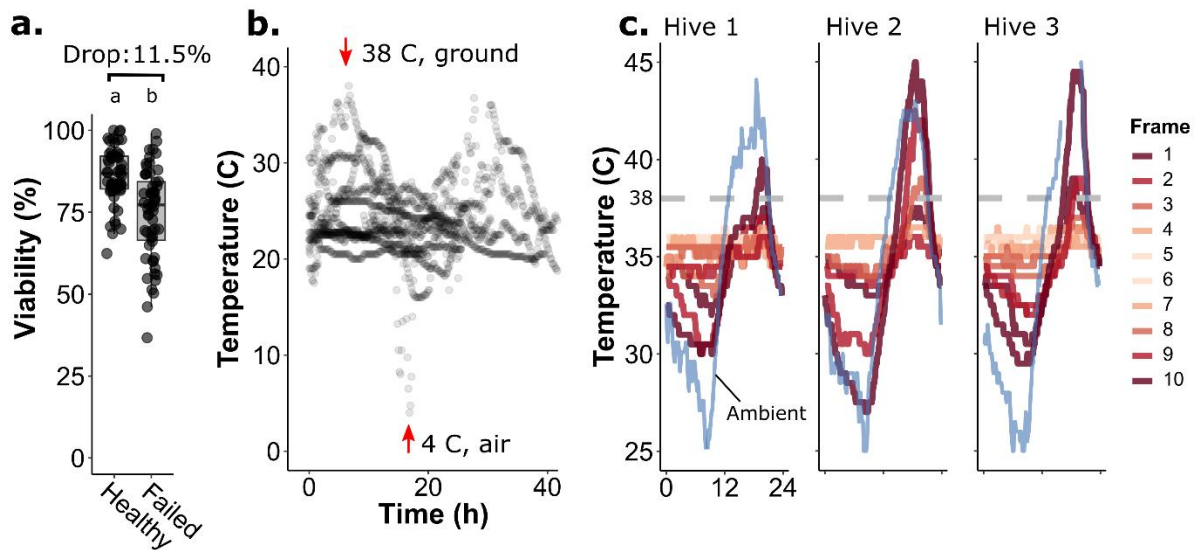 a.
Drop:11.5%
a
b
100
75
50
25
0
Viability (%)
Healthy
Failed
b.
38 C, ground
40
30
20
10
0
Temperature (C)
4 C, air
0
20
40
Time (h)
c.
Hive 1
Hive 2
Hive 3
45
40
38
35
30
25
Temperature (C)
Ambient
0
12
24
Frame
1
2
3
4
5
6
7
8
9
10